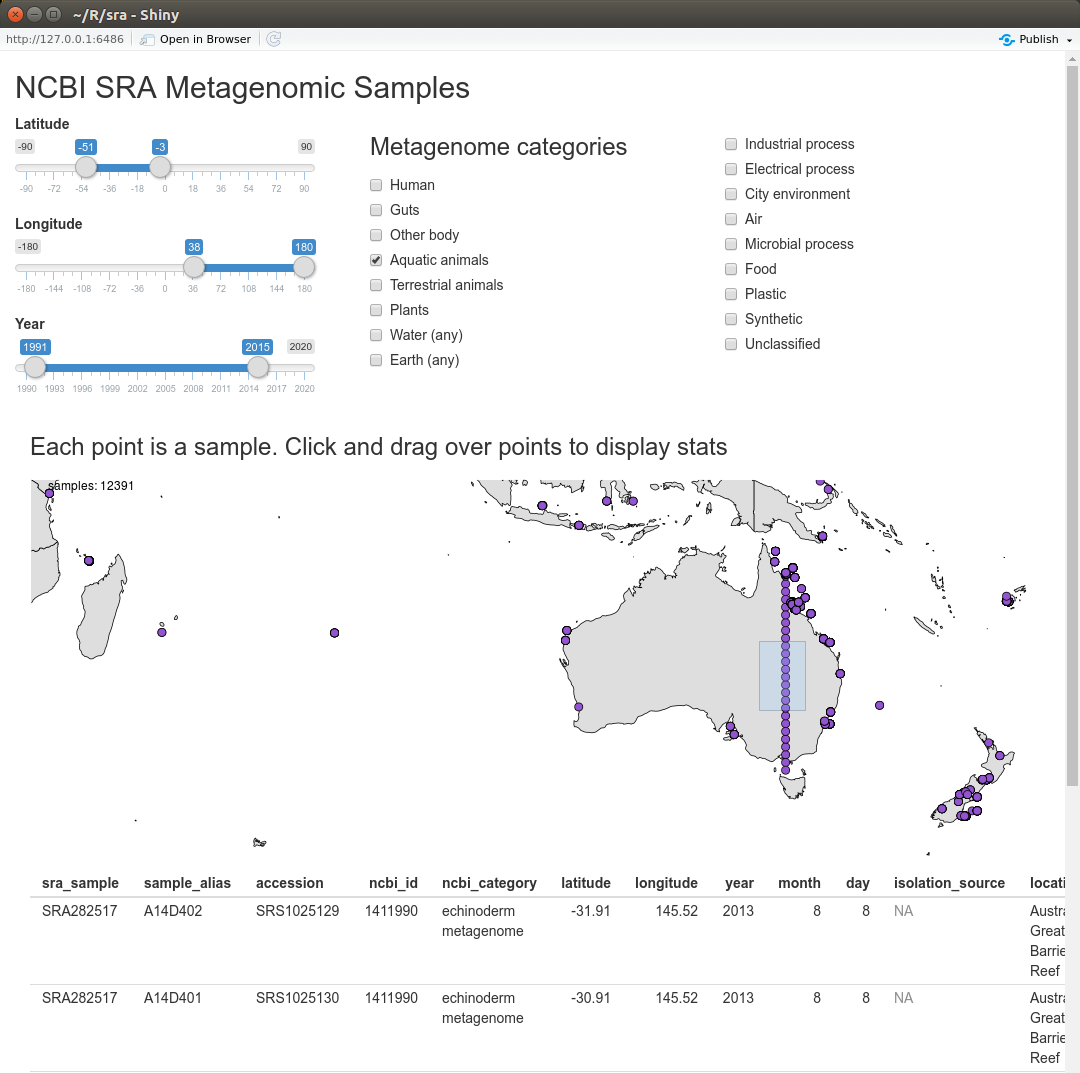 ~/R/sra - Shiny
http://127.0.0.1:6486 Open in Browser Publish
NCBI SRA Metagenomic Samples
Latitude
-90 -51 -3 90
-90 -72 -54 -36 -18 0 18 36 54 72 90
Longitude
-180 38 180
-180 -144 -108 -72 -36 0 36 72 108 144 180
Year
1991 2015 2020
1990 1993 1996 1999 2002 2005 2008 2011 2014 2017 2020
Metagenome categories
Human
Guts
Other body
Aquatic animals
Terrestrial animals
Plants
Water (any)
Earth (any)
Industrial process
Electrical process
City environment
Air
Microbial process
Food
Plastic
Synthetic
Unclassified
Each point is a sample. Click and drag over points to display stats
samples: 12391
sra_sample sample_alias accession ncbi_id ncbi_category latitude longitude year month day isolation_source locati
SRA282517 A14D402 SRS1025129 1411990 echinoderm -31.91 145.52 2013 8 8 NA Austra
metagenome Great
Barrie
Reef
SRA282517 A14D401 SRS1025130 1411990 echinoderm -30.91 145.52 2013 8 8 NA Austra
metagenome Great
Barrie
Reef